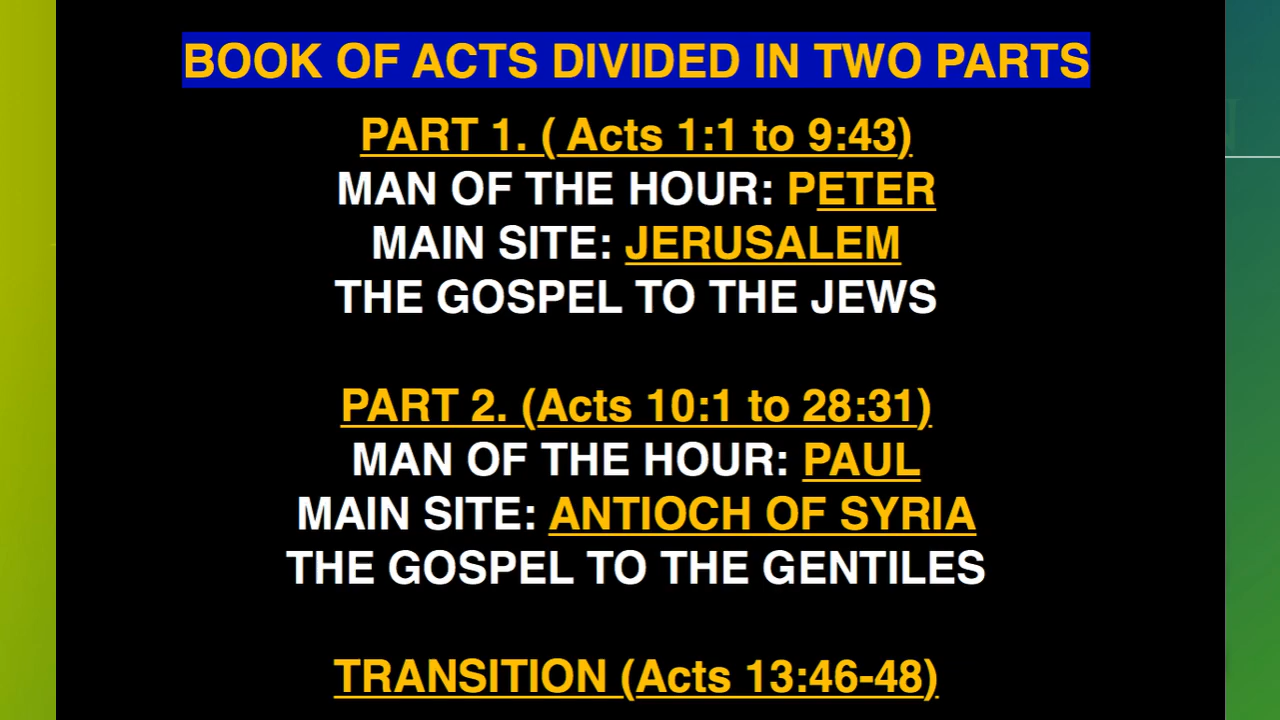 BOOK OF ACTS DIVIDED IN TWO PARTS
PART 1. ( Acts 1:1 to 9:43)
MAN OF THE HOUR: PETER
MAIN SITE: JERUSALEM
THE GOSPEL TO THE JEWS
PART 2. (Acts 10:1 to 28:31)
MAN OF THE HOUR: PAUL
MAIN SITE: ANTIOCH OF SYRIA
THE GOSPEL TO THE GENTILES
TRANSITION (Acts 13:46-48)